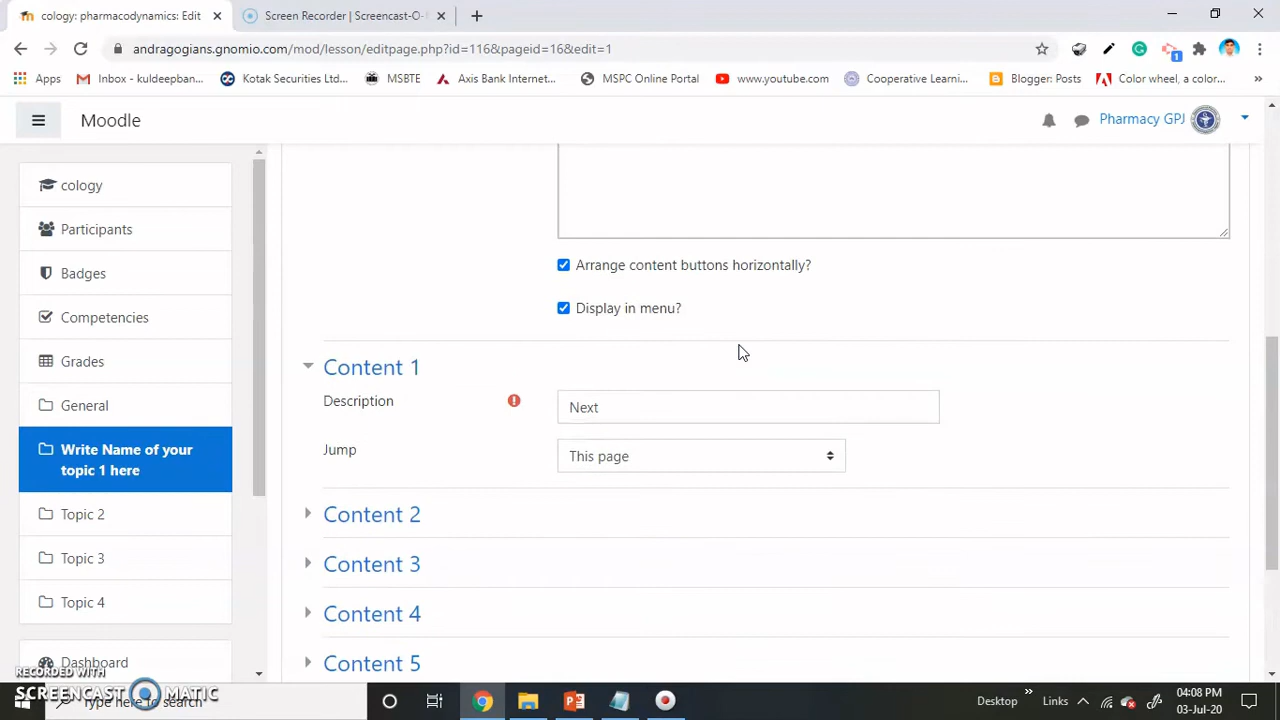 cology: pharmacodynamics: Edit
Screen Recorder | Screencast-O-
andragogians.gnomio.com/mod/lesson/editpage.php?id=116&pageid=16&edit=1
Apps
Inbox - kuldeepban...
Kotak Securities Ltd...
MSBTE
Axis Bank Internet...
MSPC Online Portal
www.youtube.com
Cooperative Learni...
Blogger: Posts
Color wheel, a color...
»
Moodle
Pharmacy GPJ
cology
Participants
Badges
Competencies
Grades
General
Write Name of your
topic 1 here
Topic 2
Topic 3
Topic 4
Dashboard
Arrange content buttons horizontally?
Display in menu?
Content 1
Description
Next
Jump
This page
Content 2
Content 3
Content 4
Content 5
RECORDED WITH
SCREENCAST MATIC
Type here to search
Desktop
Links
04:08 PM
03-Jul-20